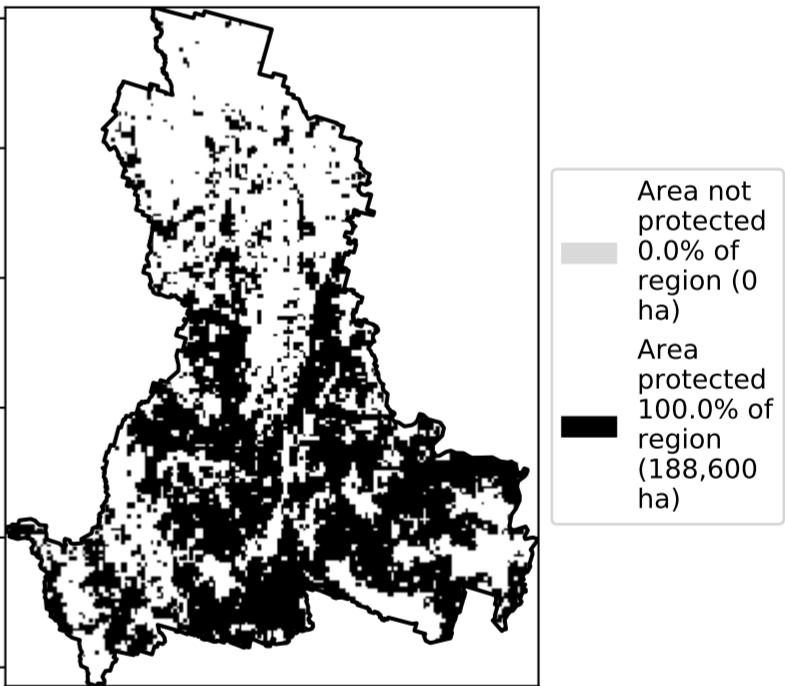 Area not
protected
0.0% of
region (0
ha)
Area
protected
100.0% of
region
(188,600
ha)